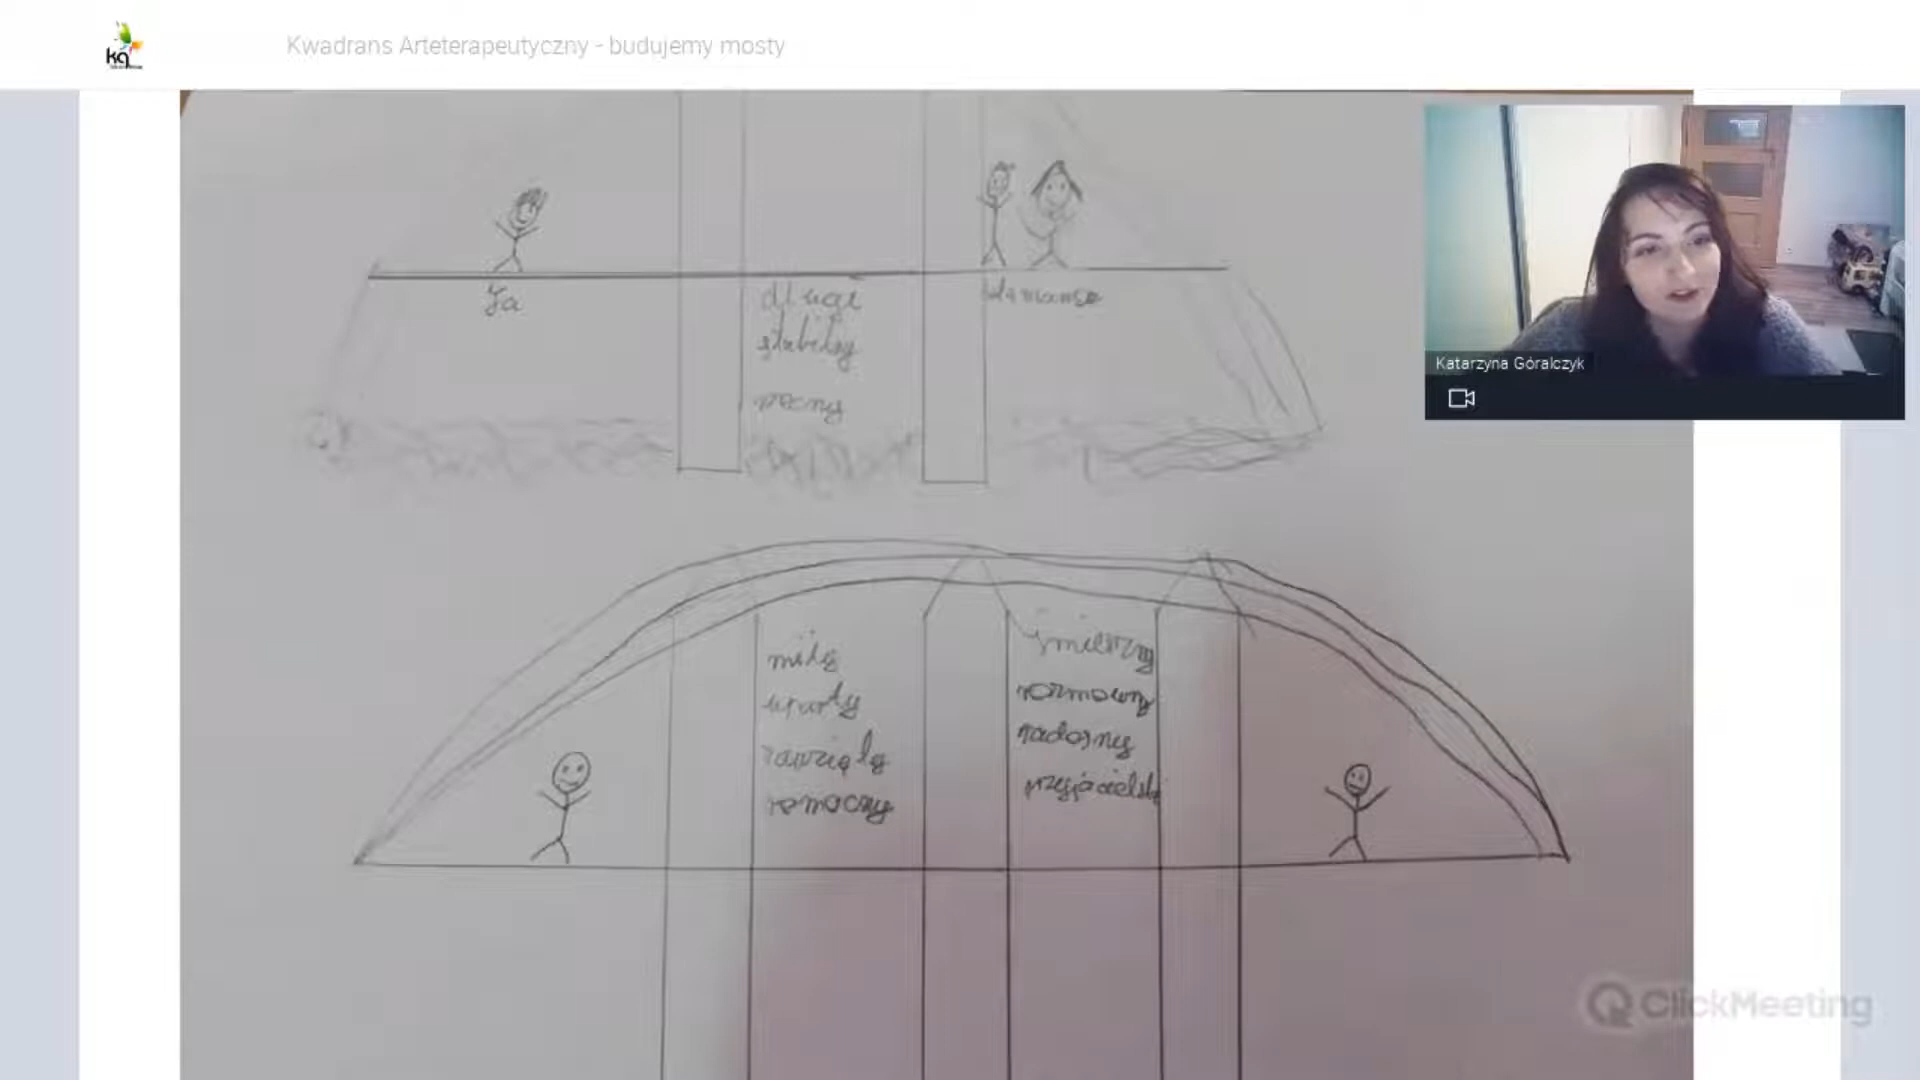 kq
Kwadrans Arteterapeutyczny - budujemy mosty
Katarzyna Góralczyk
Ja
długi
stabilny
mocny
miły
uparty
zawzięty
pomocny
śmieszny
rozmowny
radosny
przyjacielski
ClickMeeting